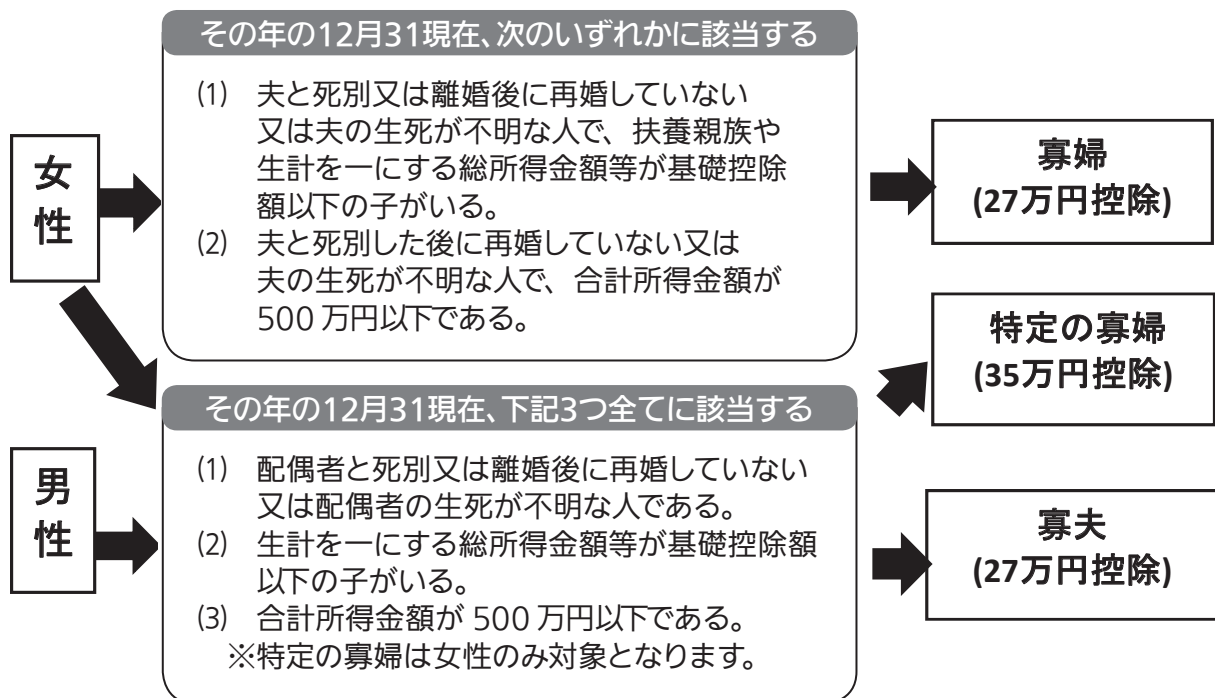 その年の12月31現在、次のいずれかに該当する
(1) 夫と死別又は離婚後に再婚していない
又は夫の生死が不明な人で、扶養親族や
生計を一にする総所得金額等が基礎控除
額以下の子がいる。
(2) 夫と死別した後に再婚していない又は
夫の生死が不明な人で、合計所得金額が
500 万円以下である。
女性
寡婦
(27万円控除)
特定の寡婦
(35万円控除)
その年の12月31現在、下記3つ全てに該当する
(1) 配偶者と死別又は離婚後に再婚していない
又は配偶者の生死が不明な人である。
(2) 生計を一にする総所得金額等が基礎控除額
以下の子がいる。
(3) 合計所得金額が 500 万円以下である。
※特定の寡婦は女性のみ対象となります。
男性
寡夫
(27万円控除)